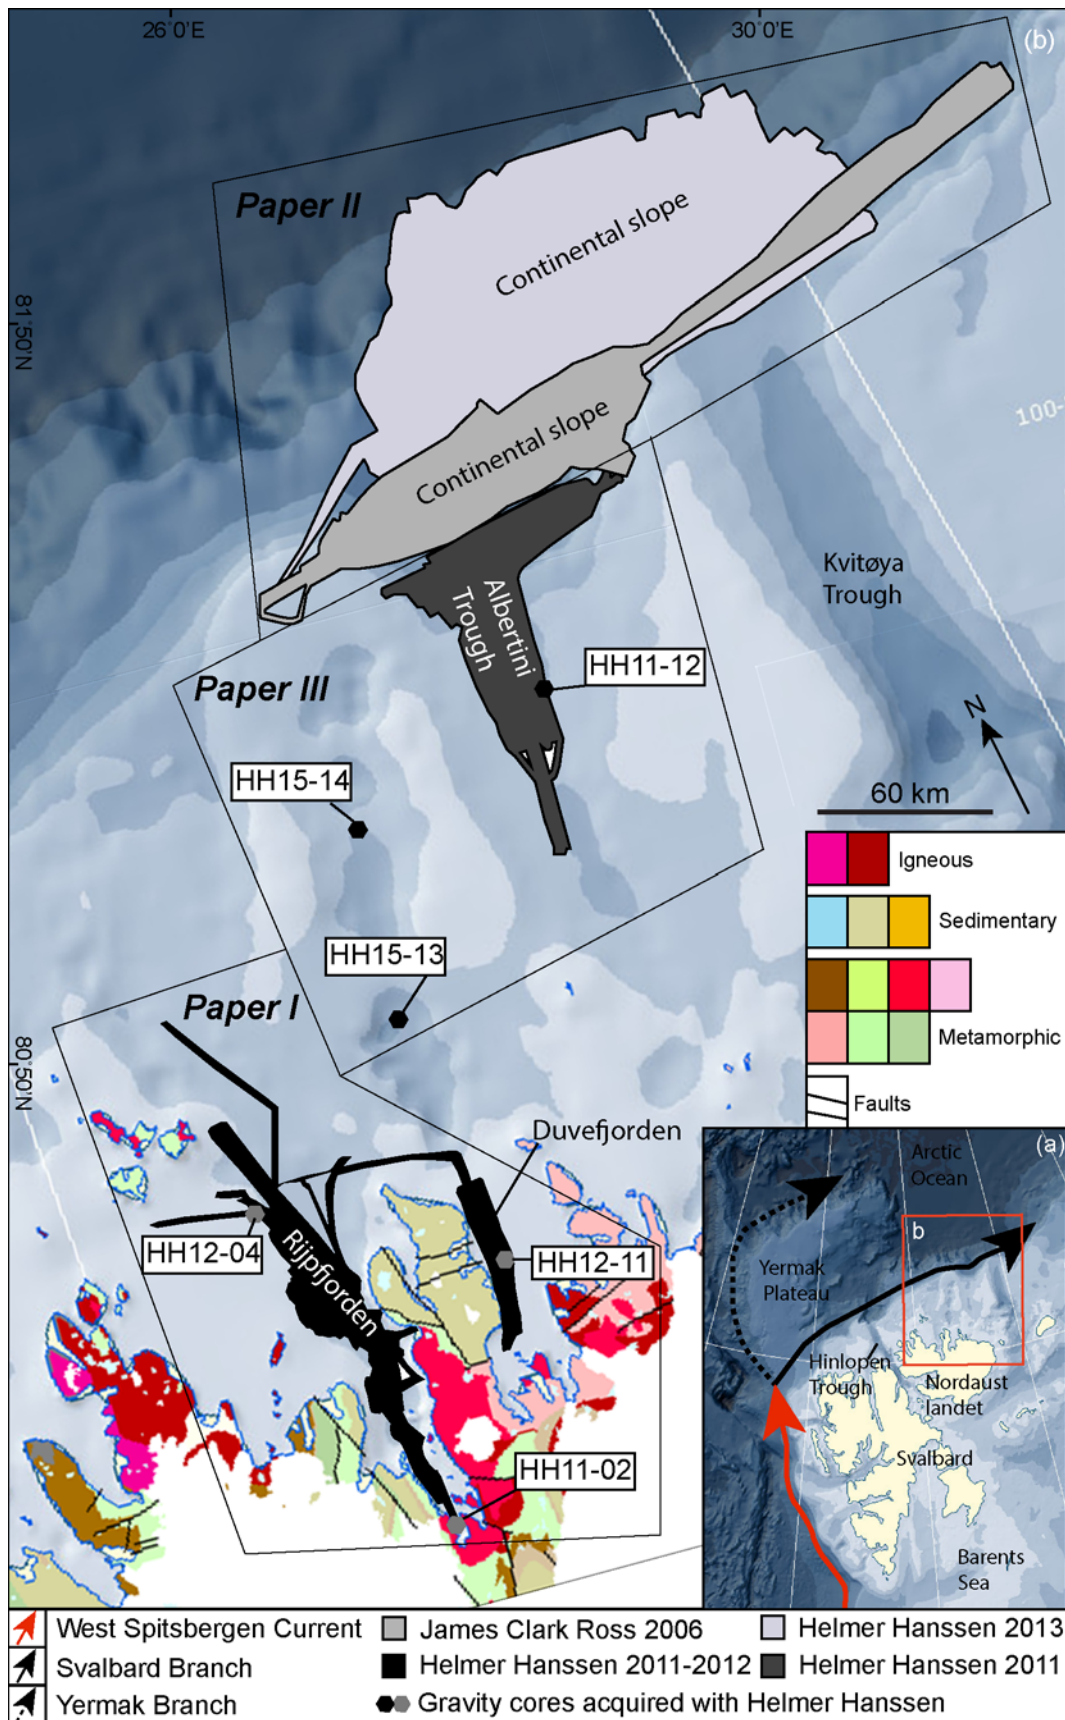 26°0'E
30°0'E
(b)
Paper II
Continental slope
81°50'N
Continental slope
100-
Kvitøya
Trough
Albertini
Trough
HH11-12
Paper III
N
HH15-14
60 km
Igneous
Sedimentary
HH15-13
Paper I
Metamorphic
80°50'N
Faults
Duvefjorden
(a)
Arctic
Ocean
b
HH12-04
Rijpfjorden
HH12-11
Yermak
Plateau
Hinlopen
Trough
Nordaust
landet
Svalbard
HH11-02
Barents
Sea
West Spitsbergen Current
James Clark Ross 2006
Helmer Hanssen 2013
Svalbard Branch
Helmer Hanssen 2011-2012
Helmer Hanssen 2011
Yermak Branch
Gravity cores acquired with Helmer Hanssen